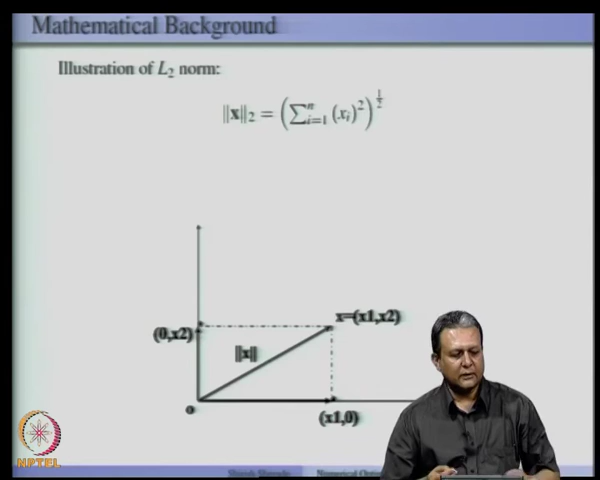 Mathematical Background
Illustration of L₂ norm:
‖x‖₂ = (∑ⁿᵢ₌₁ (xᵢ)²)^½
x=(x1,x2)
(0,x2)
||x||
o
(x1,0)
NPTEL
Numerical